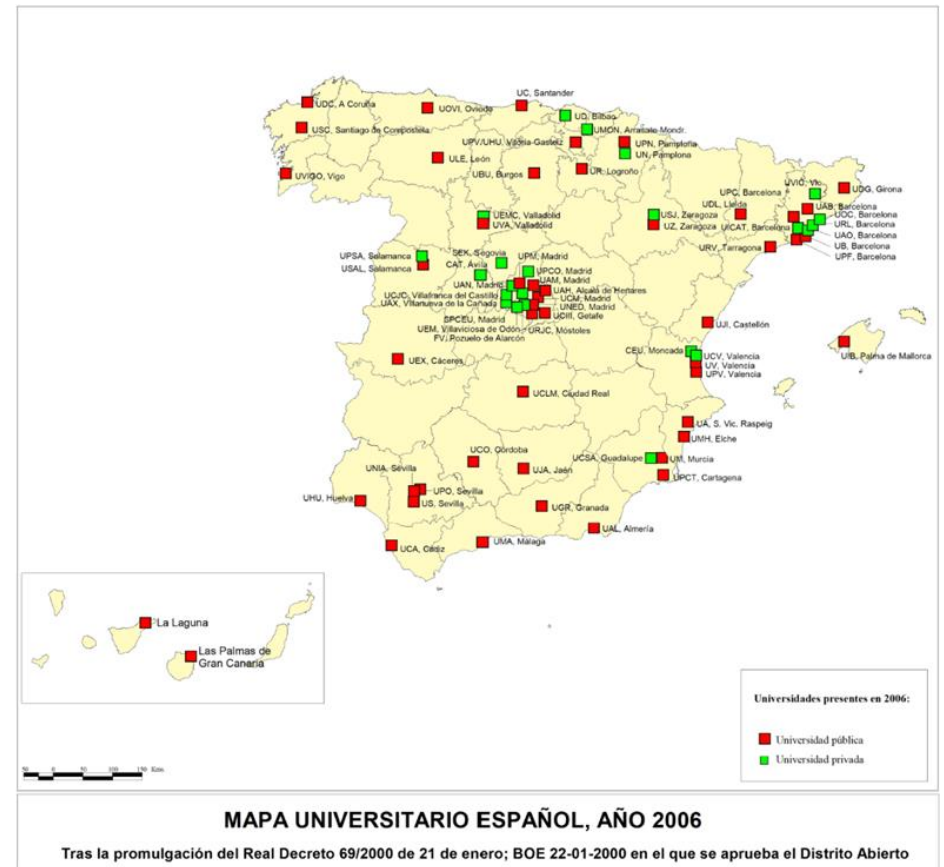 UC, Santander
UDC, A Coruña
UOVI, Oviedo
UD, Bilbao
UMON, Arrasate-Mondr.
USC, Santiago de Compostella
UPV/UHU, Vitoria-Gasteiz
UPN, Pamplona
UN, Pamplona
ULE, León
UVIGO, Vigo
UBU, Burgos
UR, Logroño
UVIC, Vic
UDG, Girona
UPC, Barcelona
UDL, Lleida
UAB, Barcelona
UOC, Barcelona
UEMC, Valladolid
UVA, Valladolid
USJ, Zaragoza
UZ, Zaragoza
UICAT, Barcelona
URL, Barcelona
UAO, Barcelona
URV, Tarragona
UB, Barcelona
UPF, Barcelona
UPSA, Salamanca
USAL, Salamanca
SEK, Segovia
CAT, Avila
UPM, Madrid
UPCO, Madrid
UAN, Madrid
UAM, Madrid
UAH, Alcalá de Henares
UCJC, Villafranca del Castillo
UCM, Madrid
UAX, Villanueva de la Cañada
UNED, Madrid
SPCEU, Madrid
UCIII, Getafe
UEM, Villaviciosa de Odón
URJC, Móstoles
FV, Pozuelo de Alarcón
UJI, Castellón
UIB, Palma de Mallorca
CEU, Moncada
UCV, Valencia
UV, Valencia
UPV, Valencia
UEX, Cáceres
UCLM, Ciudad Real
UA, S. Vic. Raspeig
UMH, Elche
UCO, Córdoba
UCSA, Guadalupe
UM, Murcia
UNIA, Sevilla
UJA, Jaén
UPCT, Cartagena
UPO, Sevilla
UHU, Huelva
US, Sevilla
UGR, Granada
UAL, Almería
UCA, Cádiz
UMA, Málaga
La Laguna
Las Palmas de
Gran Canaria
Universidades presentes en 2006:
Universidad pública
Universidad privada
50 0 50 100 150 Kms.
MAPA UNIVERSITARIO ESPAÑOL, AÑO 2006
Tras la promulgación del Real Decreto 69/2000 de 21 de enero; BOE 22-01-2000 en el que se aprueba el Distrito Abierto